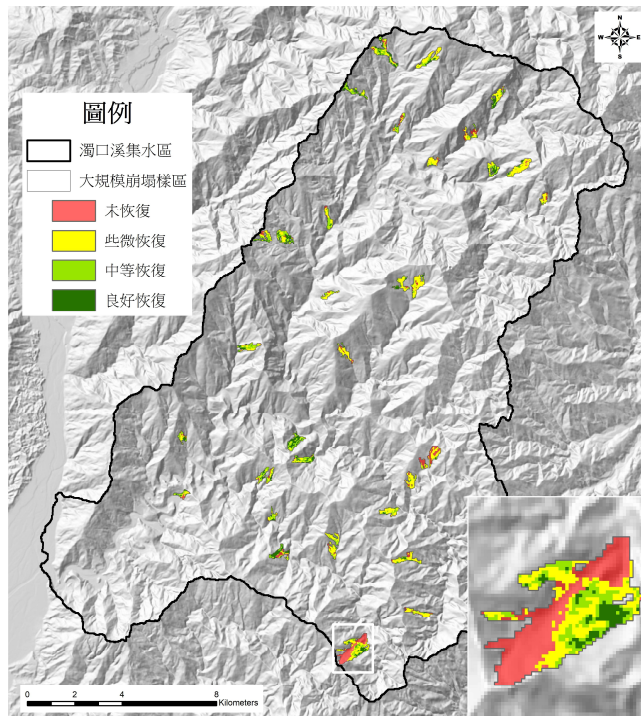 N
W E
S
圖例
濁口溪集水區
大規模崩塌樣區
未恢復
些微恢復
中等恢復
良好恢復
0 2 4 8
Kilometers